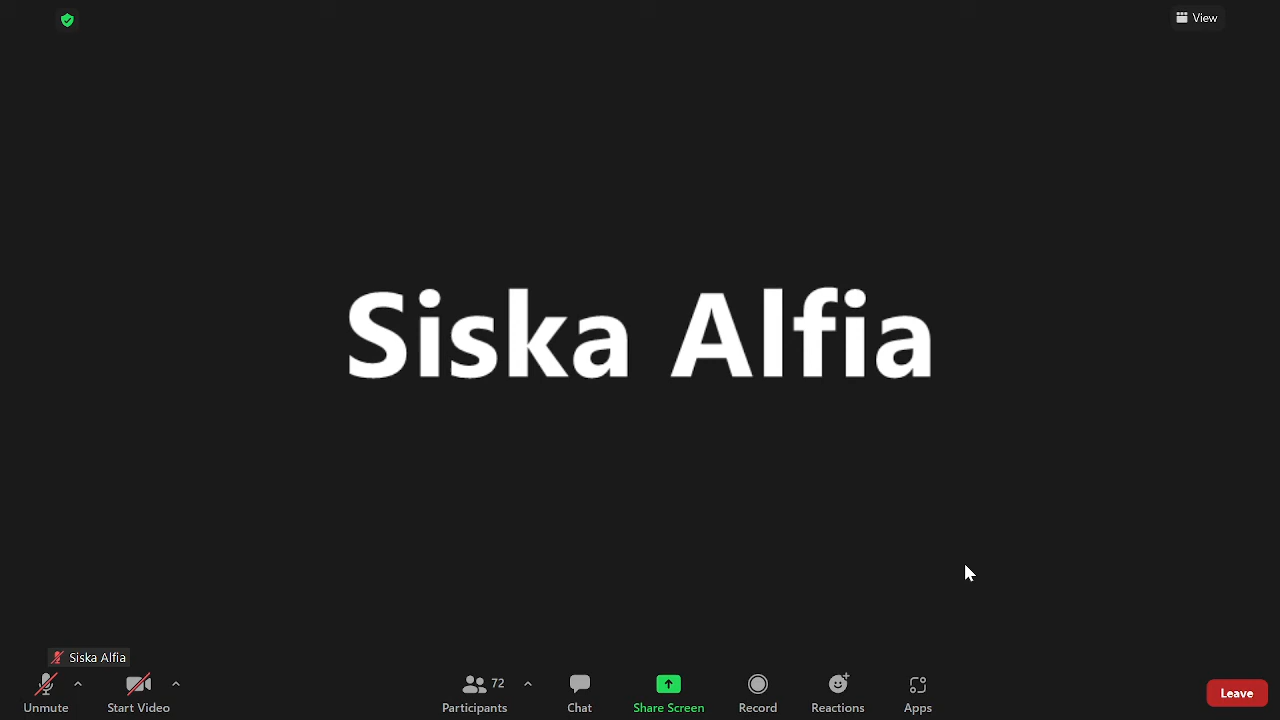 View
Siska Alfia
Siska Alfia
Unmute
Start Video
72
Participants
Chat
Share Screen
Record
Reactions
Apps
Leave